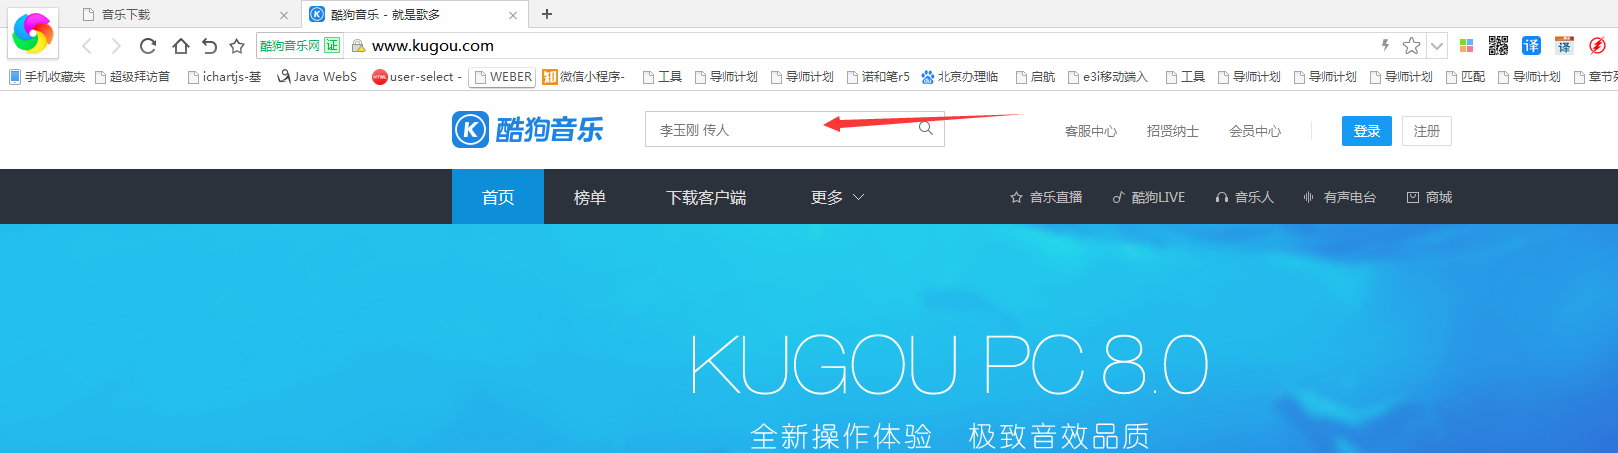 音乐下载
酷狗音乐 - 就是歌多
酷狗音乐网 证 www.kugou.com 译 译
手机收藏夹 超级拜访首 ichartjs-基 Java WebS HTML user-select - WEBER 知 微信小程序- 工具 导师计划 导师计划 诺和笔r5 北京办理临 启航 e3i移动端入 工具 导师计划 导师计划 导师计划 匹配 导师计划 章节
K 酷狗音乐 李玉刚 传人 客服中心 招贤纳士 会员中心 登录 注册
首页 榜单 下载客户端 更多 音乐直播 酷狗LIVE 音乐人 有声电台 商城
KUGOU PC 8.0
全新操作体验 极致音效品质